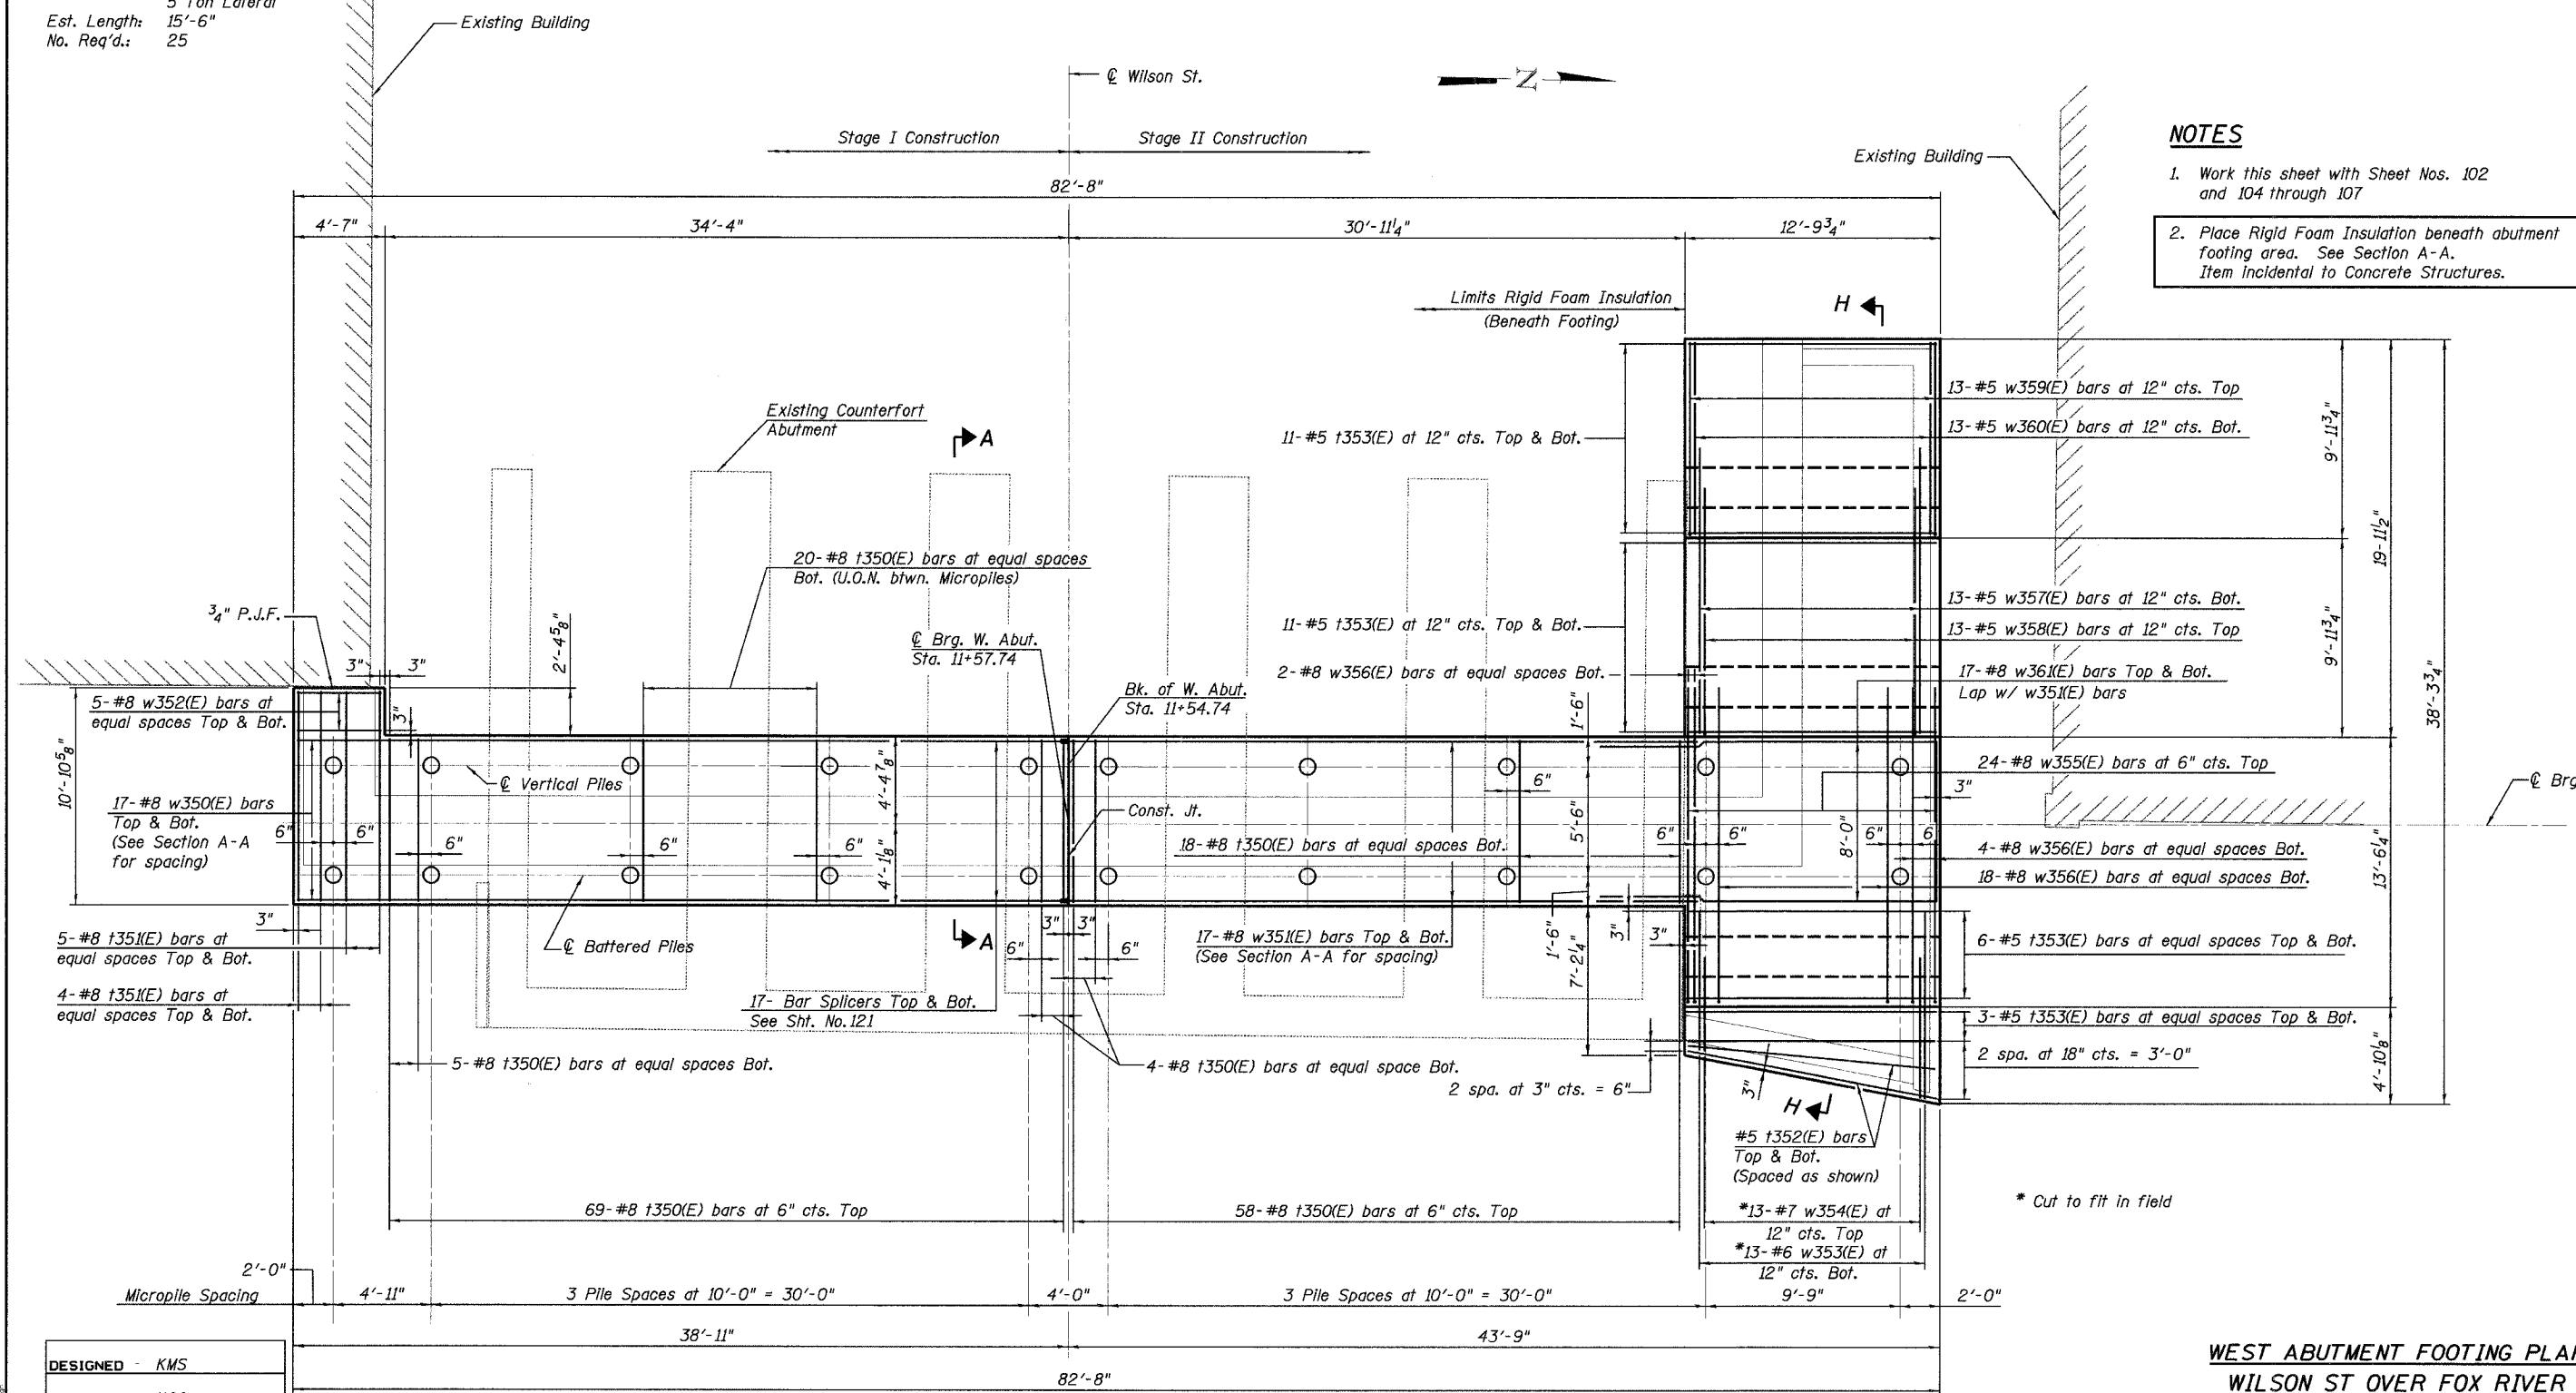 5 Ton Lateral
Est. Length: 15'-6"
No. Req'd.: 25
Existing Building
℄ Wilson St.
Z
Stage I Construction
Stage II Construction
Existing Building
82'-8"
4'-7"
34'-4"
30'-11¼"
12'-9¾"
NOTES
1. Work this sheet with Sheet Nos. 102
and 104 through 107
2. Place Rigid Foam Insulation beneath abutment
footing area. See Section A-A.
Item incidental to Concrete Structures.
Limits Rigid Foam Insulation
(Beneath Footing)
H
13-#5 w359(E) bars at 12" cts. Top
13-#5 w360(E) bars at 12" cts. Bot.
11-#5 t353(E) at 12" cts. Top & Bot.
9'-11¾"
19'-11½"
38'-3¾"
Existing Counterfort
Abutment
A
20-#8 t350(E) bars at equal spaces
Bot. (U.O.N. btwn. Micropiles)
¾" P.J.F.
2'-4⅝"
℄ Brg. W. Abut.
Sta. 11+57.74
11-#5 t353(E) at 12" cts. Top & Bot.
13-#5 w357(E) bars at 12" cts. Bot.
13-#5 w358(E) bars at 12" cts. Top
9'-11¾"
3"
3"
2-#8 w356(E) bars at equal spaces Bot.
17-#8 w361(E) bars Top & Bot.
Lap w/ w351(E) bars
5-#8 w352(E) bars at
equal spaces Top & Bot.
3"
Bk. of W. Abut.
Sta. 11+54.74
1'-6"
10'-10⅝"
℄ Vertical Piles
4'-4⅞"
6"
24-#8 w355(E) bars at 6" cts. Top
3"
℄ Brg
17-#8 w350(E) bars
Top & Bot.
(See Section A-A
for spacing)
6"
6"
6"
6"
6"
Const. Jt.
5'-6"
18-#8 t350(E) bars at equal spaces Bot.
6"
6"
8'-0"
6"
6
4'-1⅛"
4-#8 w356(E) bars at equal spaces Bot.
18-#8 w356(E) bars at equal spaces Bot.
13'-6¼"
3"
5-#8 t351(E) bars at
equal spaces Top & Bot.
4-#8 t351(E) bars at
equal spaces Top & Bot.
℄ Battered Piles
A
6"
3"
3"
6"
17-#8 w351(E) bars Top & Bot.
(See Section A-A for spacing)
1'-6"
7'-2¼"
3"
3"
6-#5 t353(E) bars at equal spaces Top & Bot.
17- Bar Splicers Top & Bot.
See Sht. No. 121
3-#5 t353(E) bars at equal spaces Top & Bot.
2 spa. at 18" cts. = 3'-0"
4'-10⅛"
5-#8 t350(E) bars at equal spaces Bot.
4-#8 t350(E) bars at equal space Bot.
2 spa. at 3" cts. = 6"
3"
H
#5 t352(E) bars
Top & Bot.
(Spaced as shown)
* Cut to fit in field
69-#8 t350(E) bars at 6" cts. Top
58-#8 t350(E) bars at 6" cts. Top
*13-#7 w354(E) at
12" cts. Top
*13-#6 w353(E) at
12" cts. Bot.
2'-0"
Micropile Spacing
4'-11"
3 Pile Spaces at 10'-0" = 30'-0"
4'-0"
3 Pile Spaces at 10'-0" = 30'-0"
9'-9"
2'-0"
38'-11"
43'-9"
82'-8"
DESIGNED - KMS
WEST ABUTMENT FOOTING PLAN
WILSON ST OVER FOX RIVER